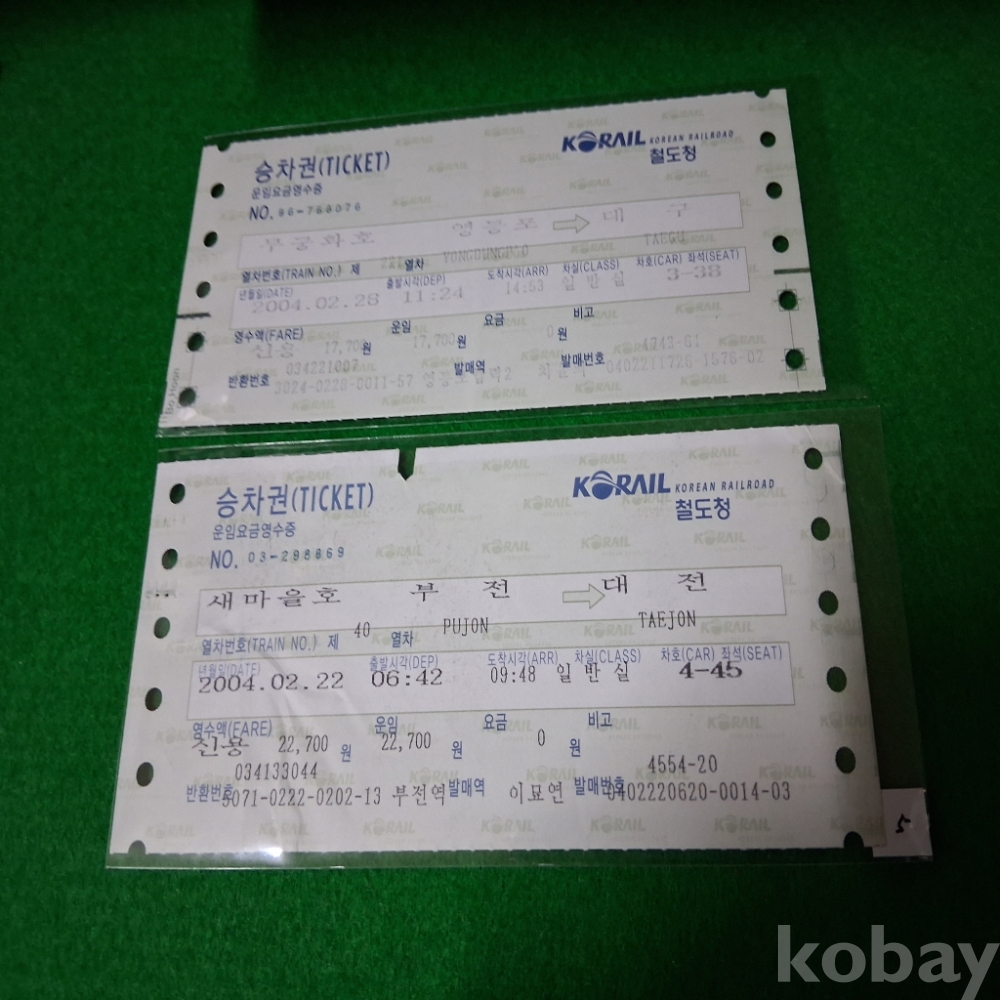 KORAIL KOREAN RAILROAD
철도청
승차권(TICKET)
운임요금영수증
NO. 86-768076
무궁화호 영등포 대 구
TAEGU
열차번호(TRAIN NO.) 제 열차
년월일(DATE) 출발시각(DEP) 도착시각(ARR) 차실(CLASS) 차호(CAR) 좌석(SEAT)
2004.02.28 11:24 14:53 일반실 3-38
영수액(FARE) 운임 요금 비고
신용 17,700 원 17,700 원 0 원
034221007 4743-61
반환번호 3024-0228-0011-57 발매역 발매번호 0402211726-1576-02
KORAIL KOREAN RAILROAD
철도청
승차권(TICKET)
운임요금영수증
NO. 03-298869
새마을호 부 전 대 전
PUJON TAEJON
열차번호(TRAIN NO.) 제 40 열차
년월일(DATE) 출발시각(DEP) 도착시각(ARR) 차실(CLASS) 차호(CAR) 좌석(SEAT)
2004.02.22 06:42 09:48 일반실 4-45
영수액(FARE) 운임 요금 비고
신용 22,700 원 22,700 원 0 원
034133044 4554-20
반환번호 5071-0222-0202-13 부전역 발매역 이묘연 발매번호 0402220620-0014-03
5
kobay